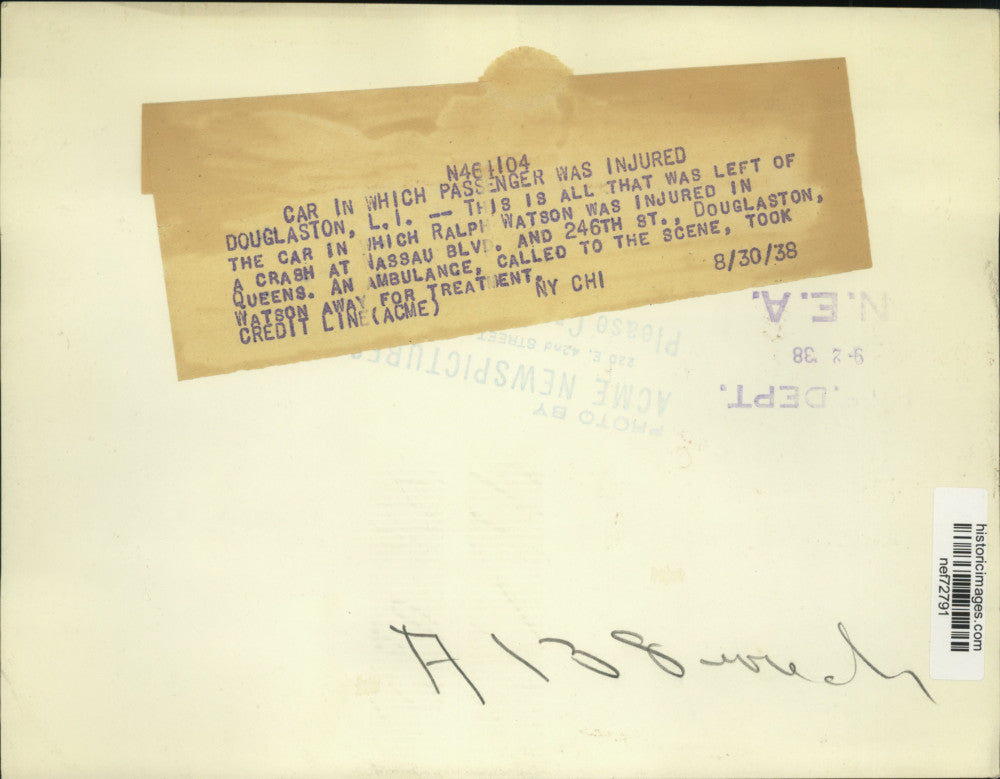 N461104
CAR IN WHICH PASSENGER WAS INJURED
DOUGLASTON, L.I. -- THIS IS ALL THAT WAS LEFT OF
THE CAR IN WHICH RALPH WATSON WAS INJURED IN
A CRASH AT NASSAU BLVD. AND 246TH ST., DOUGLASTON,
QUEENS. AN AMBULANCE, CALLED TO THE SCENE, TOOK
WATSON AWAY FOR TREATMENT.
CREDIT LINE(ACME) NY CHI 8/30/38
N.E.A.
9-2 38
DEPT.
Please C
220 E. 42nd STREET
ACME NEWSPICTURES
PHOTO BY
A 138 wreck
historicimages.com
nef72791